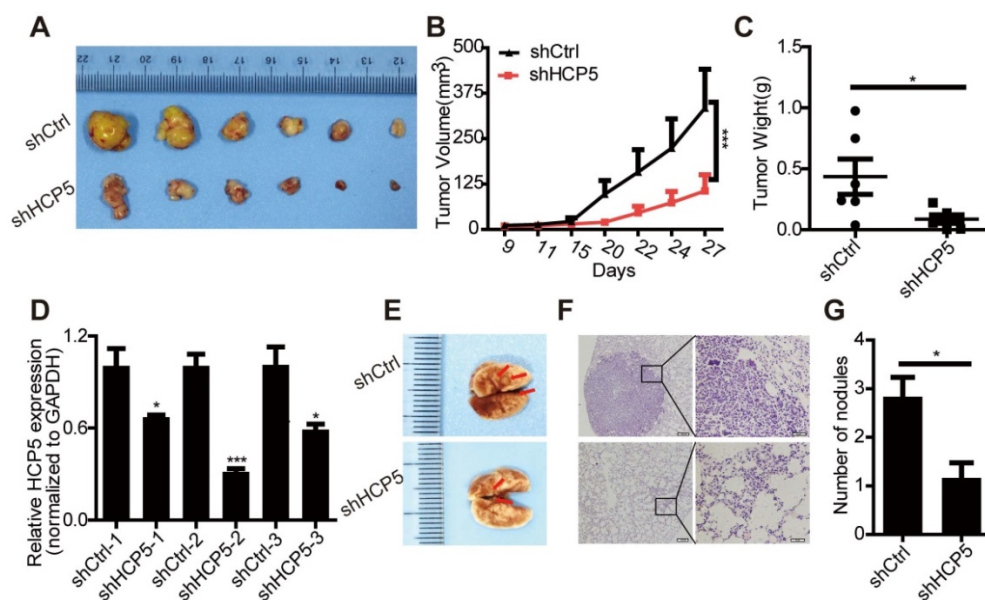 A
22 21 20 19 18 17 16 15 14 13 12
shCtrl
shHCP5
B
Tumor Volume(mm³)
500
375
250
125
0
shCtrl
shHCP5
***
9 11 15 20 22 24 27
Days
C
Tumor Wight(g)
1.0
0.5
0.0
*
shCtrl
shHCP5
D
Relative HCP5 expression
(normalized to GAPDH)
1.2
0.6
0.0
*
***
*
shCtrl-1
shHCP5-1
shCtrl-2
shHCP5-2
shCtrl-3
shHCP5-3
E
shCtrl
shHCP5
F
G
Number of nodules
4
3
2
1
0
*
shCtrl
shHCP5